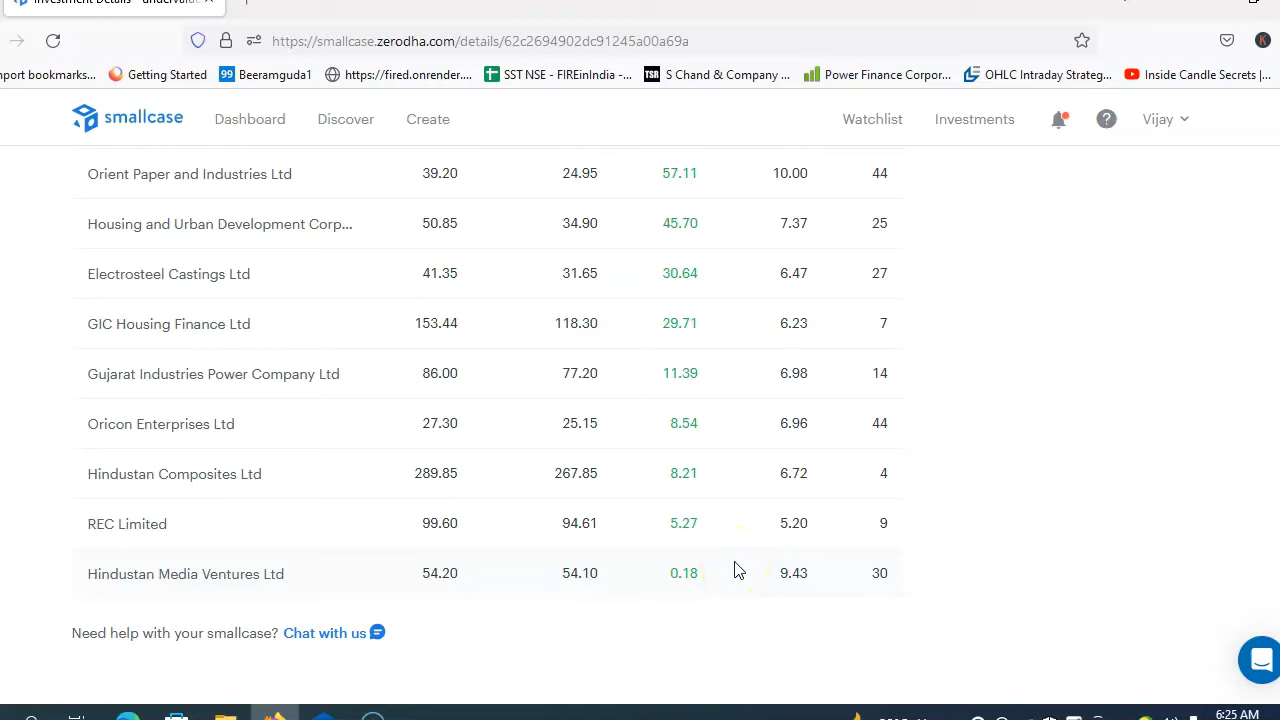 Investment Details - undervalue
https://smallcase.zerodha.com/details/62c2694902dc91245a00a69a
mport bookmarks... Getting Started 99 Beeramguda1 https://fired.onrender.... SST NSE - FIREinIndia -... TSR S Chand & Company ... Power Finance Corpor... OHLC Intraday Strateg... Inside Candle Secrets |...
smallcase Dashboard Discover Create Watchlist Investments Vijay
Orient Paper and Industries Ltd 39.20 24.95 57.11 10.00 44
Housing and Urban Development Corp... 50.85 34.90 45.70 7.37 25
Electrosteel Castings Ltd 41.35 31.65 30.64 6.47 27
GIC Housing Finance Ltd 153.44 118.30 29.71 6.23 7
Gujarat Industries Power Company Ltd 86.00 77.20 11.39 6.98 14
Oricon Enterprises Ltd 27.30 25.15 8.54 6.96 44
Hindustan Composites Ltd 289.85 267.85 8.21 6.72 4
REC Limited 99.60 94.61 5.27 5.20 9
Hindustan Media Ventures Ltd 54.20 54.10 0.18 9.43 30
Need help with your smallcase? Chat with us
6:25 AM